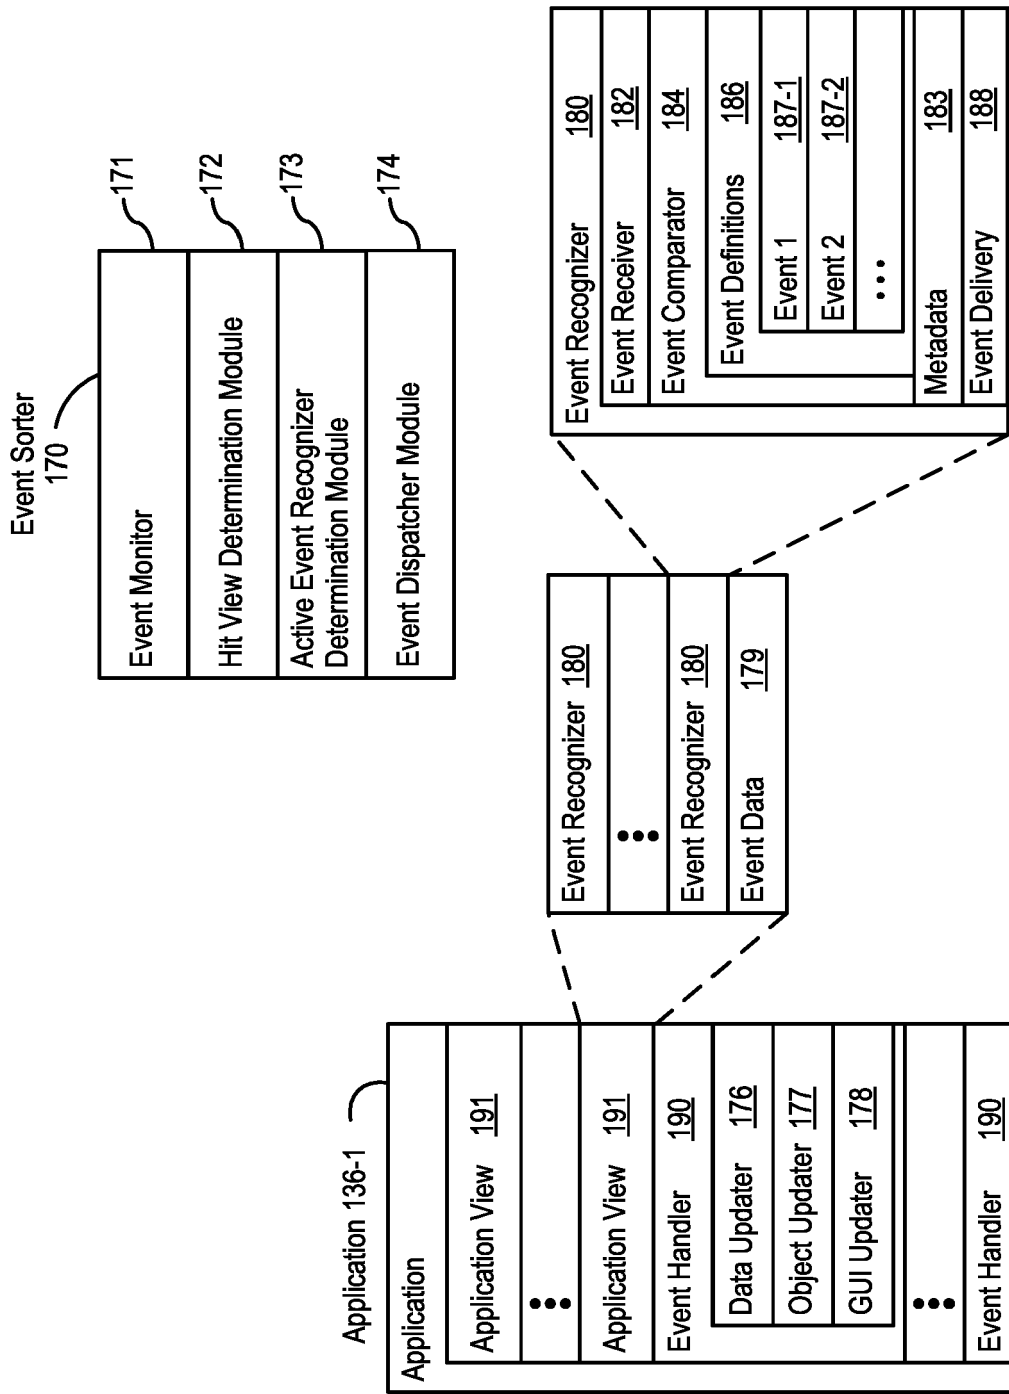 Event Sorter
170
Event Monitor
171
Hit View Determination Module
172
Active Event Recognizer
Determination Module
173
Event Dispatcher Module
174
Application 136-1
Application
Application View 191
Application View 191
Event Handler 190
Data Updater 176
Object Updater 177
GUI Updater 178
Event Handler 190
Event Recognizer 180
Event Recognizer 180
Event Data 179
Event Recognizer 180
Event Receiver 182
Event Comparator 184
Event Definitions 186
Event 1 187-1
Event 2 187-2
Metadata 183
Event Delivery 188